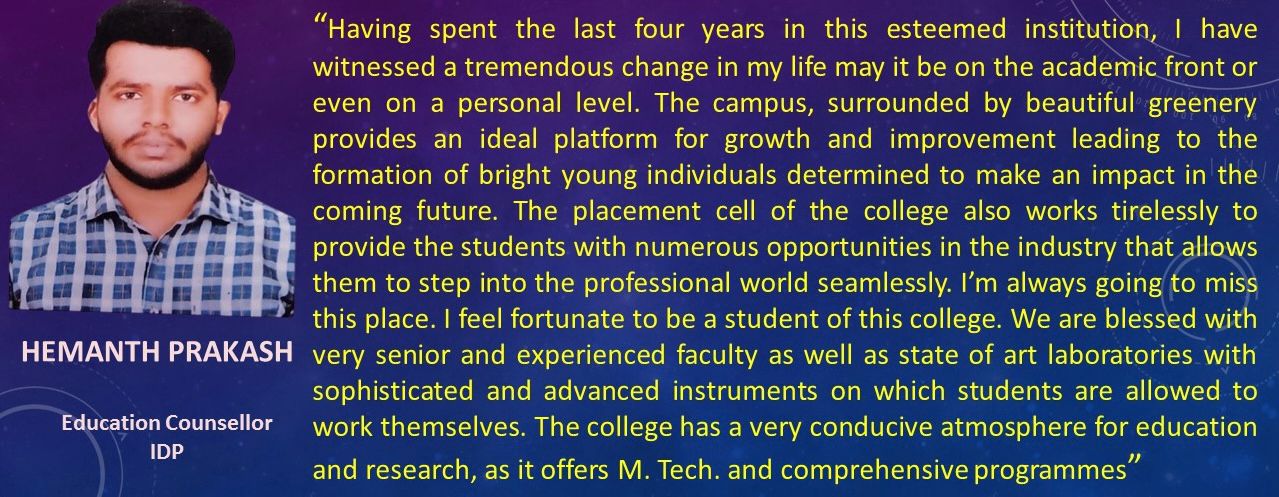 “Having spent the last four years in this esteemed institution, I have
witnessed a tremendous change in my life may it be on the academic front or
even on a personal level. The campus, surrounded by beautiful greenery
provides an ideal platform for growth and improvement leading to the
formation of bright young individuals determined to make an impact in the
coming future. The placement cell of the college also works tirelessly to
provide the students with numerous opportunities in the industry that allows
them to step into the professional world seamlessly. I’m always going to miss
this place. I feel fortunate to be a student of this college. We are blessed with
very senior and experienced faculty as well as state of art laboratories with
sophisticated and advanced instruments on which students are allowed to
work themselves. The college has a very conducive atmosphere for education
and research, as it offers M. Tech. and comprehensive programmes”
HEMANTH PRAKASH
Education Counsellor
IDP